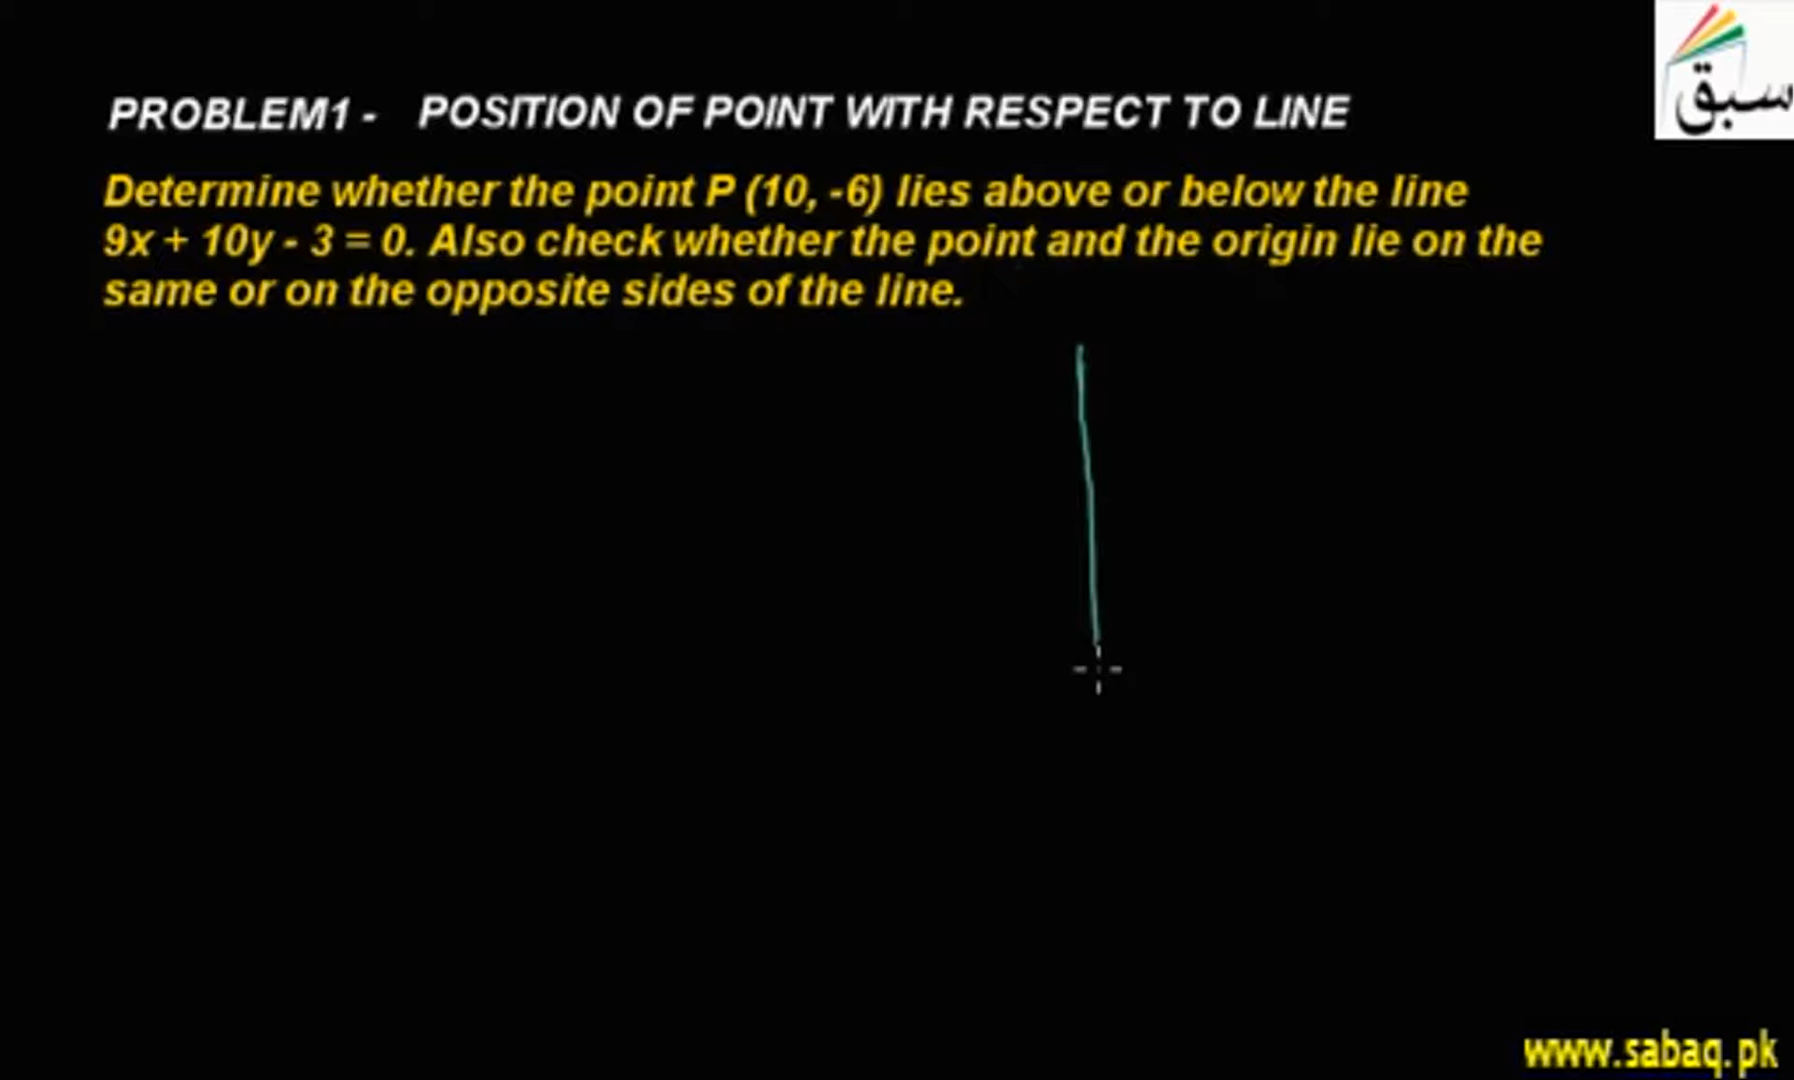 سبق
PROBLEM1 - POSITION OF POINT WITH RESPECT TO LINE
Determine whether the point P (10, -6) lies above or below the line
9x + 10y - 3 = 0. Also check whether the point and the origin lie on the
same or on the opposite sides of the line.
www.sabaq.pk